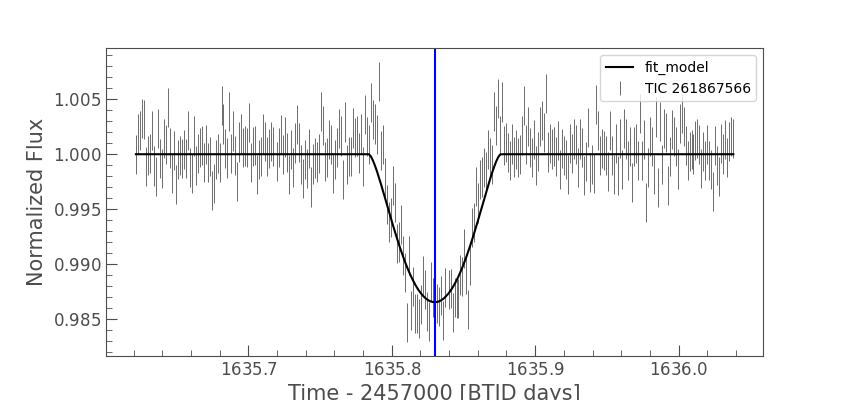 fit_model
TIC 261867566
Normalized Flux
1.005
1.000
0.995
0.990
0.985
1635.7 1635.8 1635.9 1636.0
Time - 2457000 [BTJD days]